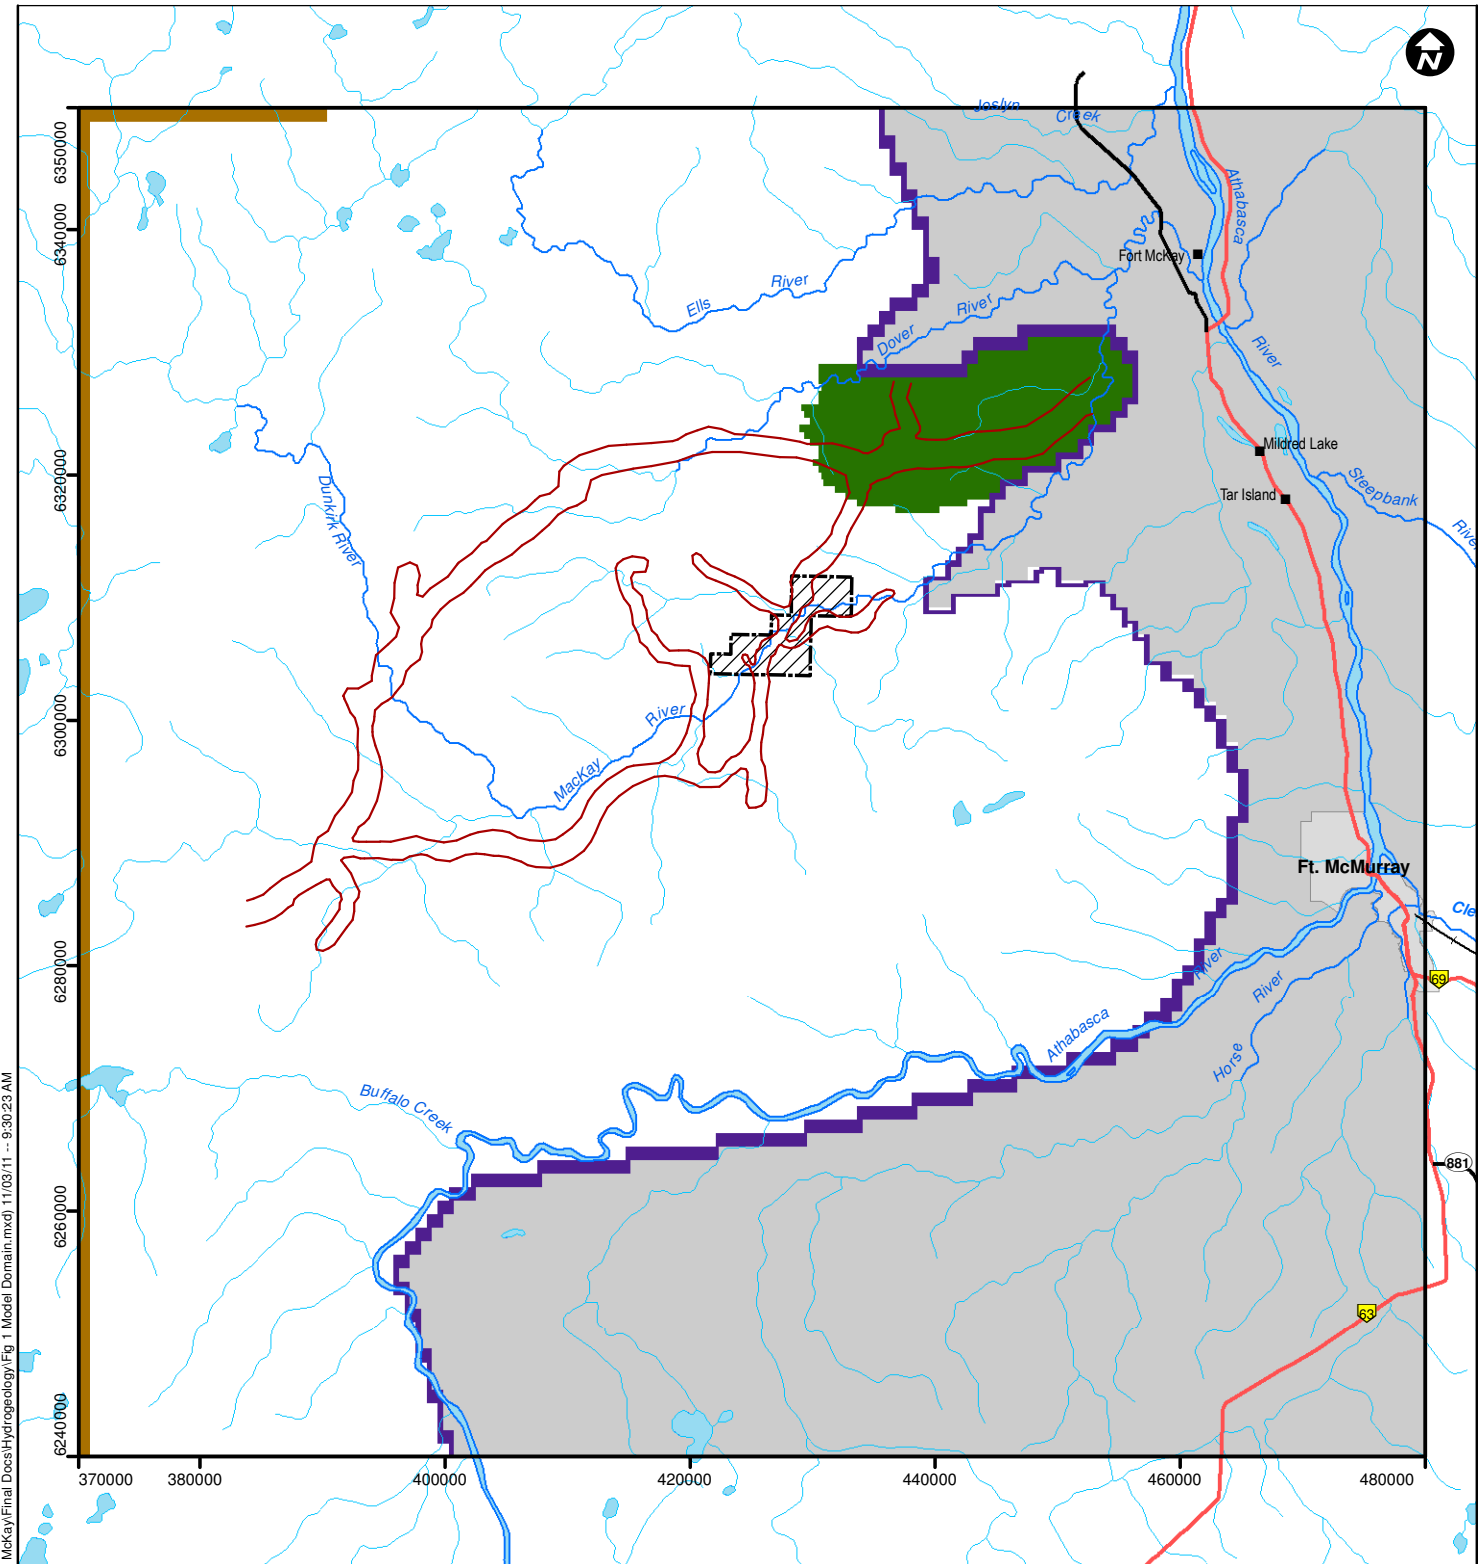 N
Joslyn
Creek
6350000
Athabasca
6340000
Fort McKay
River
Ells
River
Dover
River
Mildred Lake
Steepbank
River
Tar Island
6320000
Dunkirk River
River
6300000
MacKay
Ft. McMurray
Cle
6280000
River
River
69
Athabasca
Horse
Buffalo Creek
881
6260000
63
6240000
370000 380000 400000 420000 440000 460000 480000
McKay\Final Docs\Hydrogeology\Fig 1 Model Domain.mxd) 11/03/11 -- 9:30:23 AM